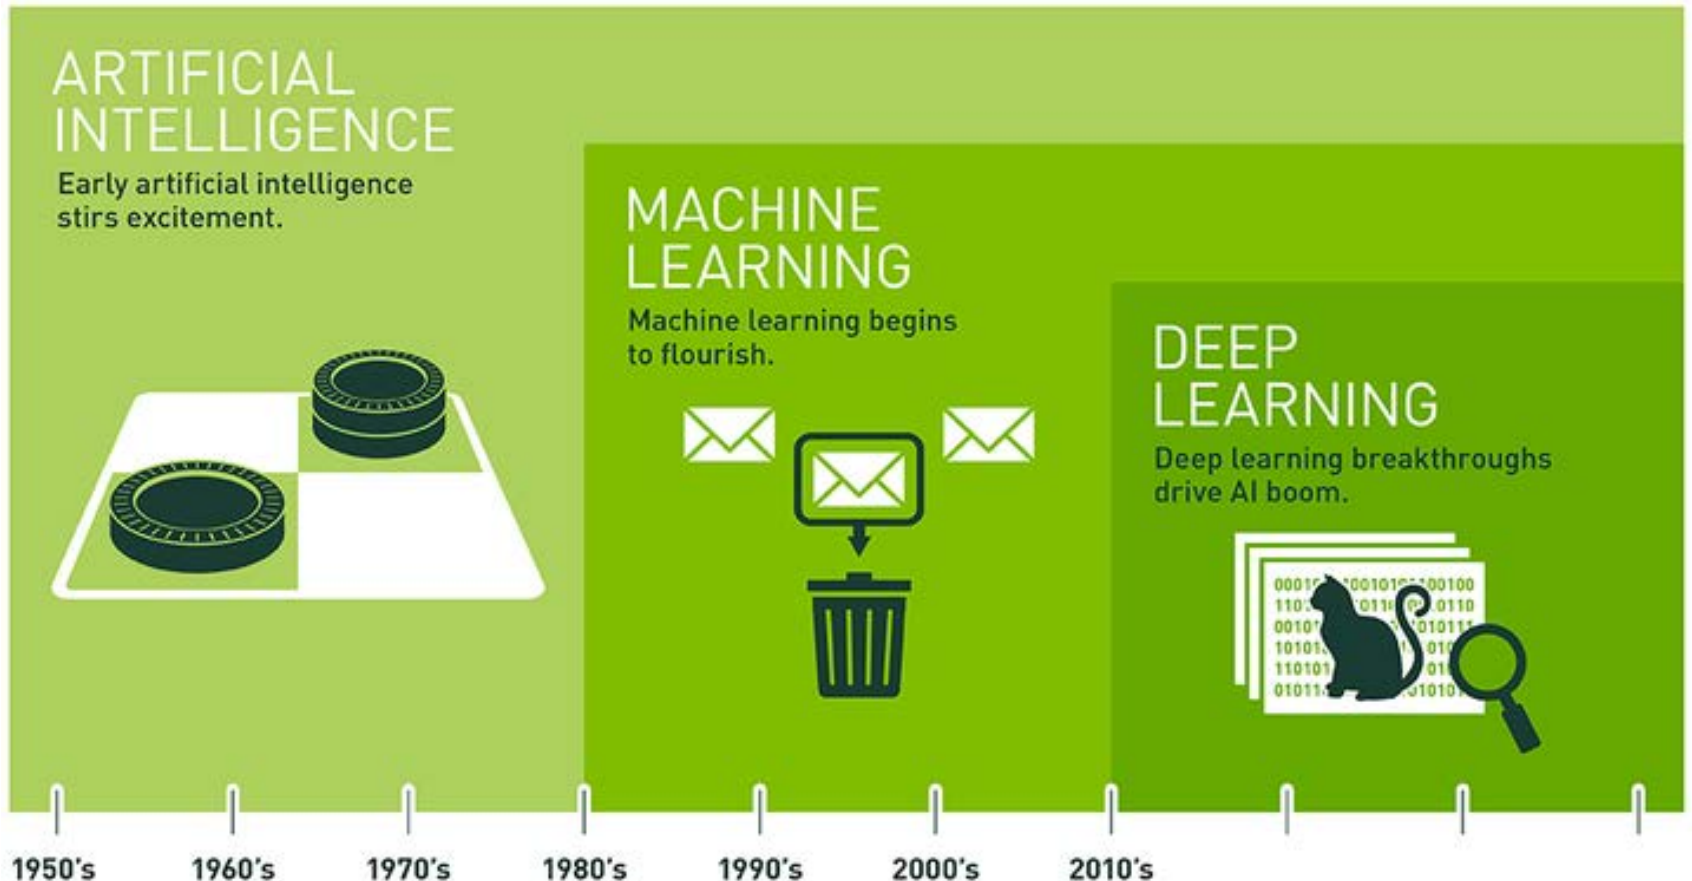 ARTIFICIAL
INTELLIGENCE
Early artificial intelligence
stirs excitement.
MACHINE
LEARNING
Machine learning begins
to flourish.
DEEP
LEARNING
Deep learning breakthroughs
drive AI boom.
1950's 1960's 1970's 1980's 1990's 2000's 2010's